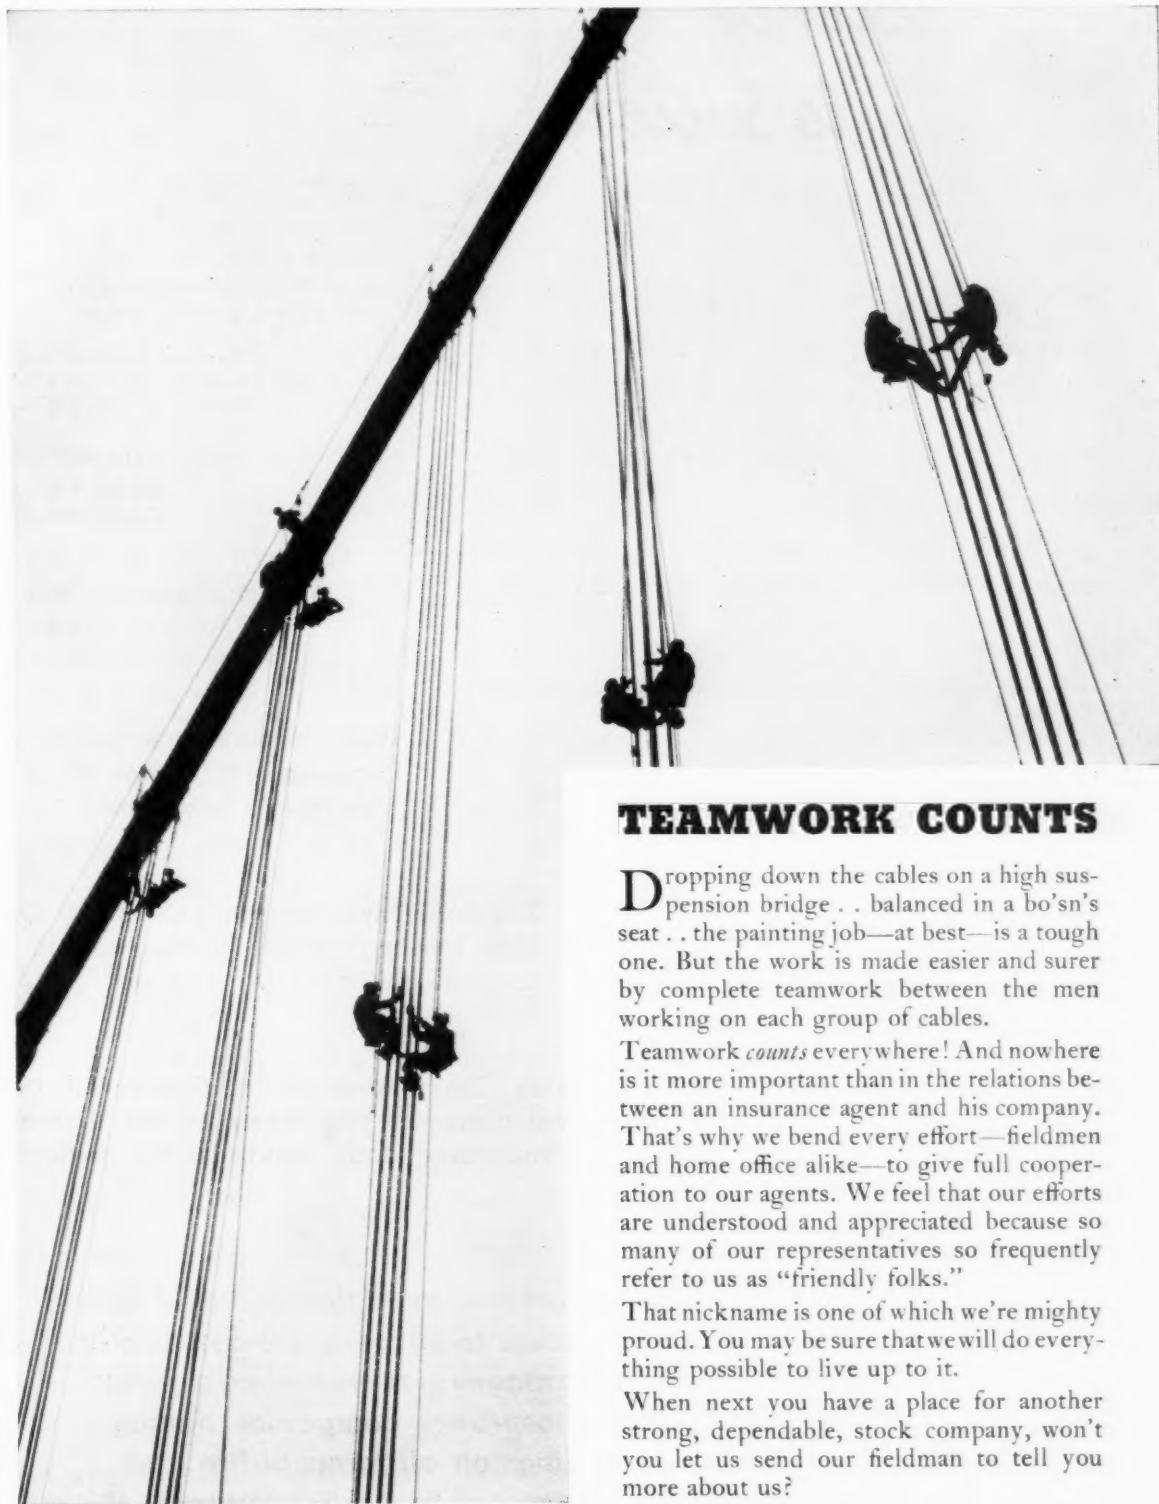 TEAMWORK COUNTS
Dropping down the cables on a high sus-
pension bridge . . balanced in a bo'sn's
seat . . the painting job—at best—is a tough
one. But the work is made easier and surer
by complete teamwork between the men
working on each group of cables.
Teamwork counts everywhere! And nowhere
is it more important than in the relations be-
tween an insurance agent and his company.
That's why we bend every effort—fieldmen
and home office alike—to give full cooper-
ation to our agents. We feel that our efforts
are understood and appreciated because so
many of our representatives so frequently
refer to us as "friendly folks."
That nickname is one of which we're mighty
proud. You may be sure that we will do every-
thing possible to live up to it.
When next you have a place for another
strong, dependable, stock company, won't
you let us send our fieldman to tell you
more about us?